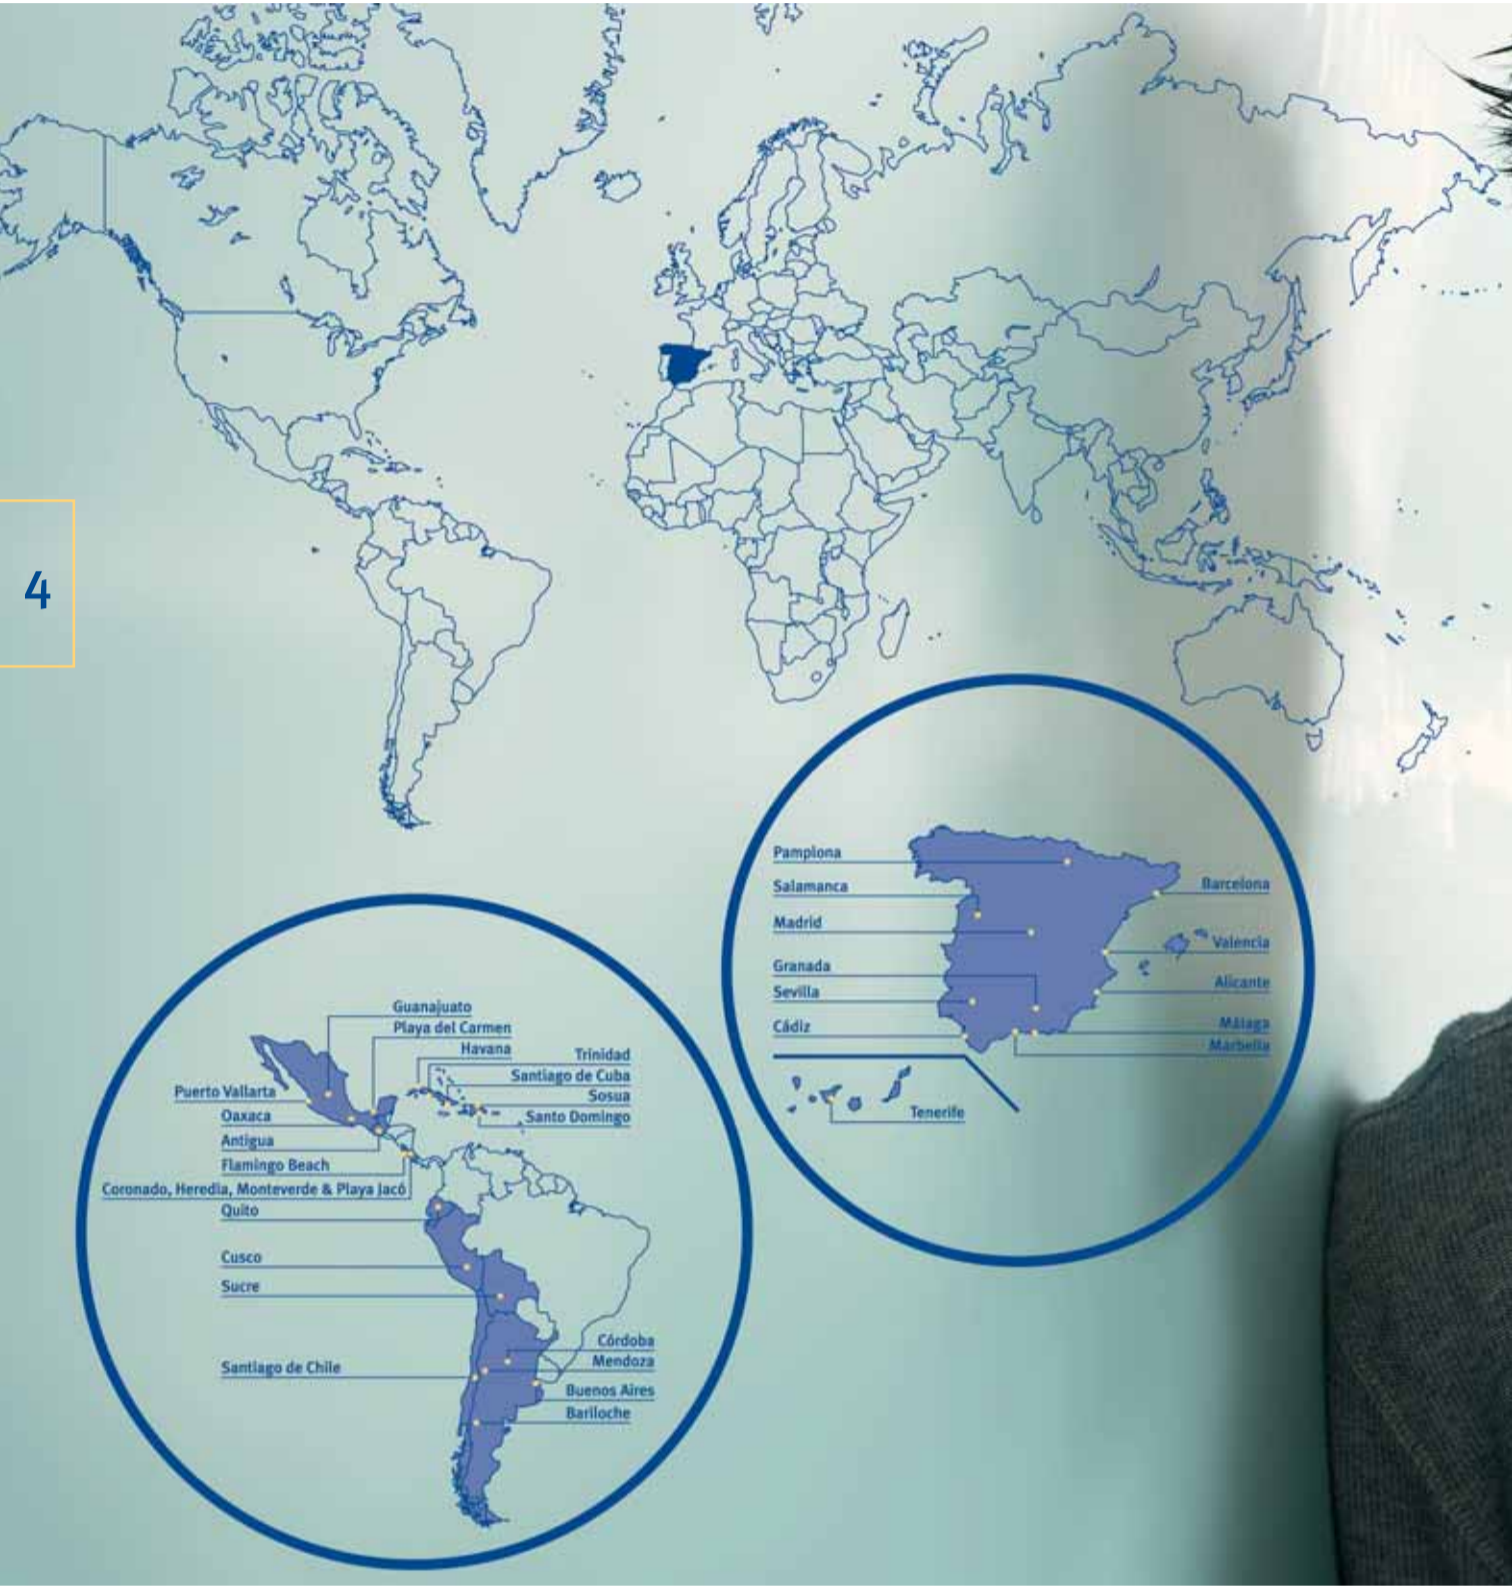 4
Pamplona
Salamanca
Barcelona
Madrid
Valencia
Granada
Alicante
Sevilla
Málaga
Cádiz
Marbella
Tenerife
Guanajuato
Playa del Carmen
Havana
Trinidad
Santiago de Cuba
Puerto Vallarta
Sosua
Oaxaca
Santo Domingo
Antigua
Flamingo Beach
Coronado, Heredia, Monteverde & Playa Jacó
Quito
Cusco
Sucre
Córdoba
Santiago de Chile
Mendoza
Buenos Aires
Bariloche